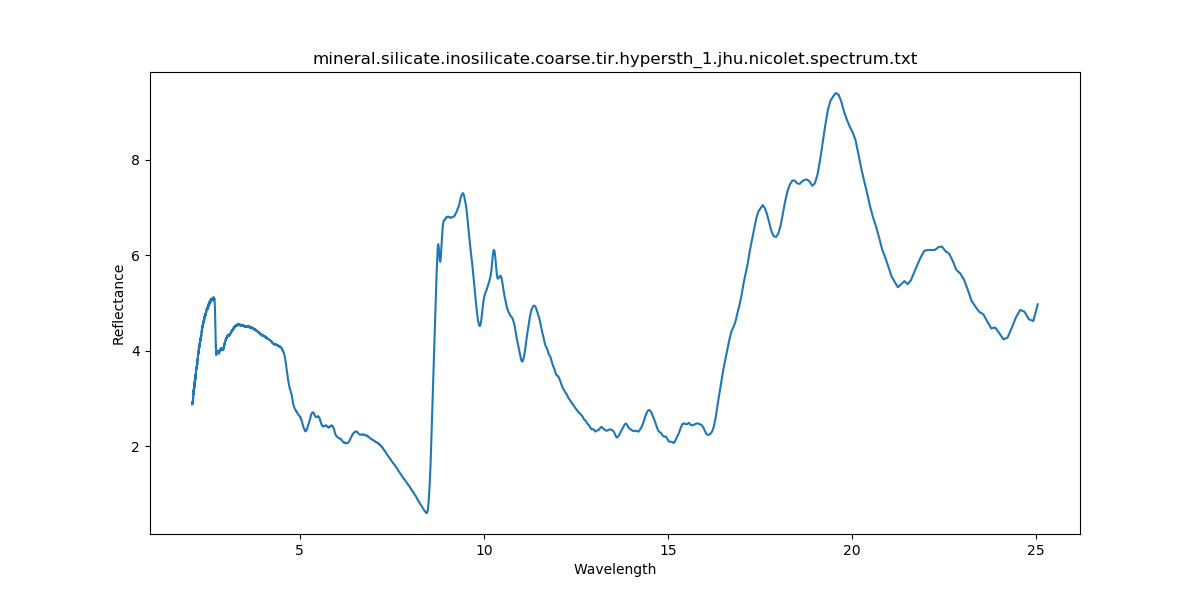 mineral.silicate.inosilicate.coarse.tir.hypersth_1.jhu.nicolet.spectrum.txt
8
6
4
2
Reflectance
5 10 15 20 25
Wavelength